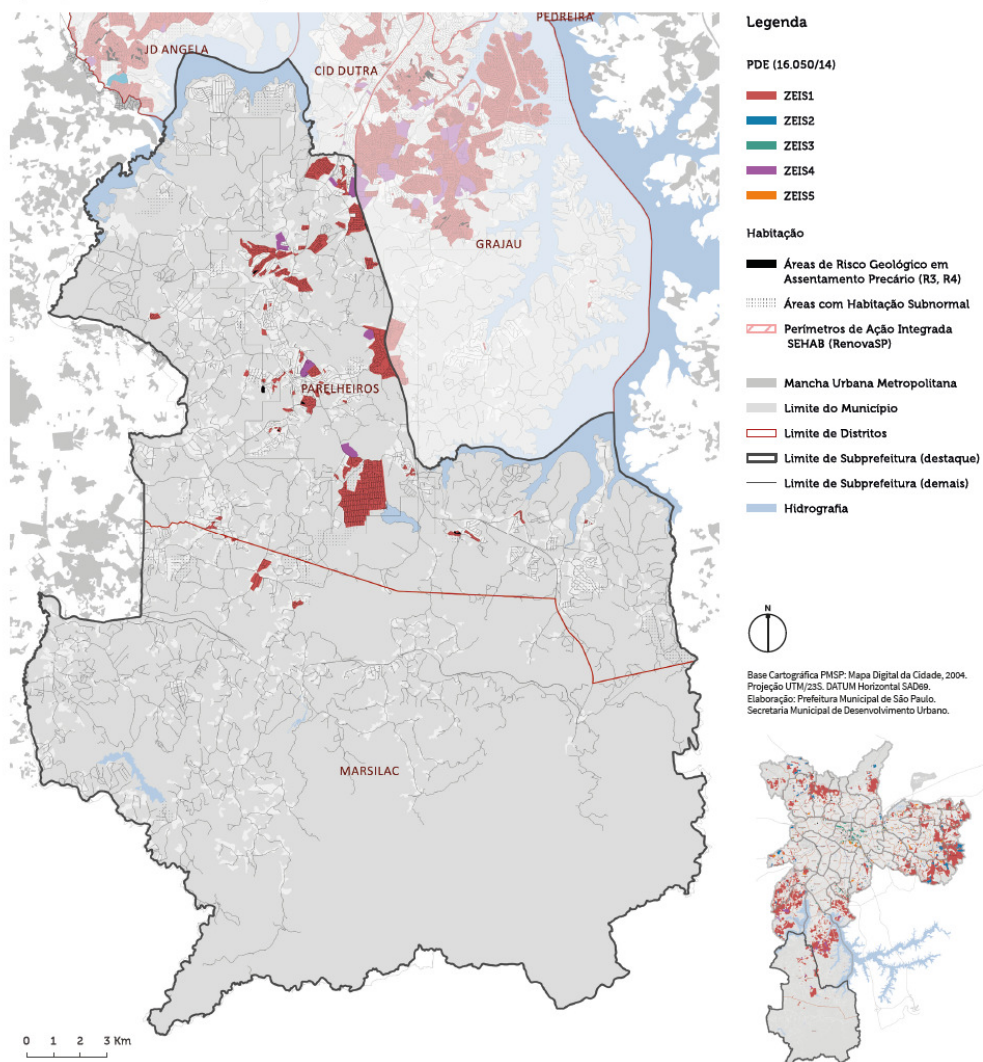 PEDREIRA
JD ANGELA
CID DUTRA
GRAJAU
PARELHEIROS
MARSILAC
0 1 2 3 Km
Legenda
PDE (16.050/14)
ZEIS1
ZEIS2
ZEIS3
ZEIS4
ZEIS5
Habitação
Áreas de Risco Geológico em
Assentamento Precário (R3, R4)
Áreas com Habitação Subnormal
Perímetros de Ação Integrada
SEHAB (RenovaSP)
Mancha Urbana Metropolitana
Limite do Município
Limite de Distritos
Limite de Subprefeitura (destaque)
Limite de Subprefeitura (demais)
Hidrografia
N
Base Cartográfica PMSP: Mapa Digital da Cidade, 2004.
Projeção UTM/23S. DATUM Horizontal SAD69.
Elaboração: Prefeitura Municipal de São Paulo.
Secretaria Municipal de Desenvolvimento Urbano.